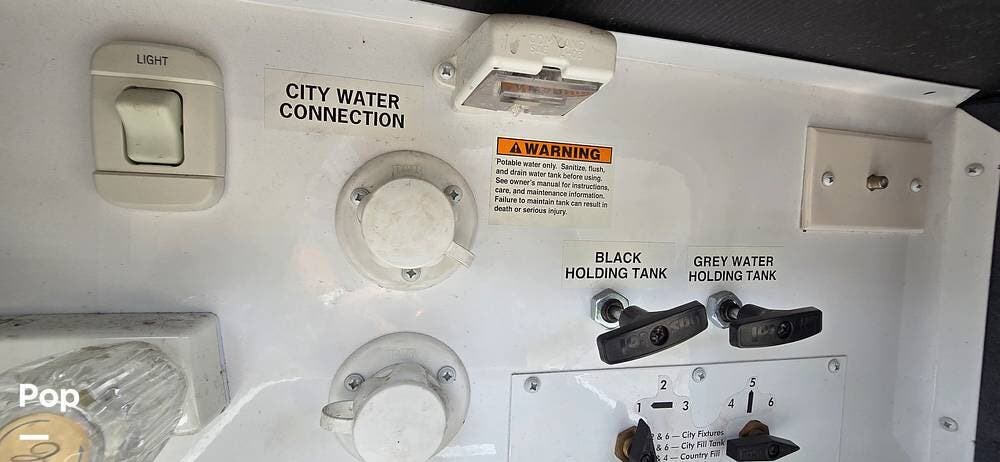 LIGHT
CITY WATER
CONNECTION
WARNING
Potable water only. Sanitize, flush,
and drain water tank before using.
See owner's manual for instructions,
care, and maintenance information.
Failure to maintain tank can result in
death or serious injury.
BLACK
HOLDING TANK
GREY WATER
HOLDING TANK
2
1 3
5
4 6
& 6 — City Fixtures
& 6 — City Fill Tank
& 4 — Country Fill
Pop